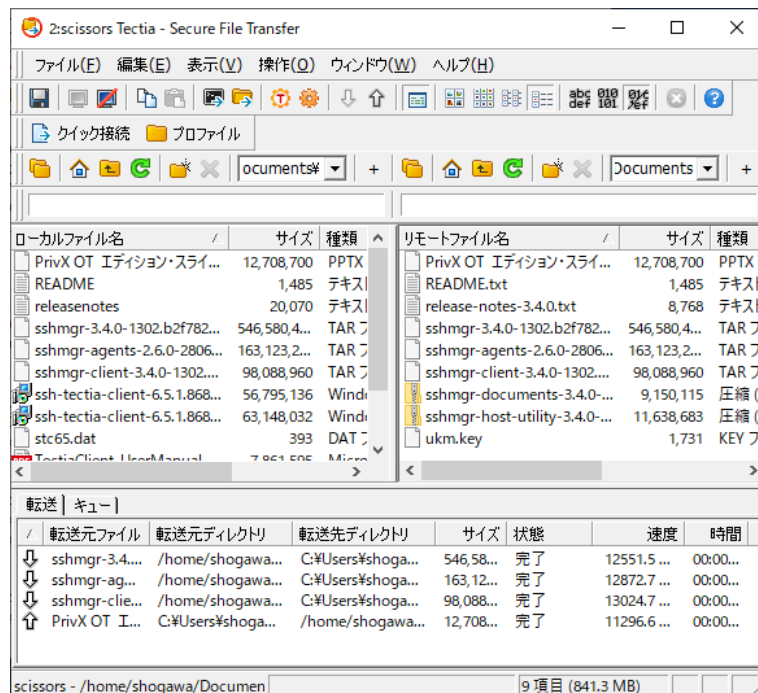 2:scissors Tectia - Secure File Transfer
ファイル(F) 編集(E) 表示(V) 操作(O) ウィンドウ(W) ヘルプ(H)
abc def 010 101
クイック接続 プロファイル
ocuments¥ + Documents +
ローカルファイル名 サイズ 種類
PrivX OT エディション・スライ... 12,708,700 PPTX
README 1,485 テキス
releasenotes 20,070 テキス
sshmgr-3.4.0-1302.b2f782... 546,580,4... TAR フ
sshmgr-agents-2.6.0-2806... 163,123,2... TAR フ
sshmgr-client-3.4.0-1302.... 98,088,960 TAR フ
ssh-tectia-client-6.5.1.868... 56,795,136 Windo
ssh-tectia-client-6.5.1.868... 63,148,032 Windo
stc65.dat 393 DAT フ
TectiaClient_UserManual 7,861,595 Micro
リモートファイル名 サイズ 種類
PrivX OT エディション・スライ... 12,708,700 PPTX
README.txt 1,485 テキス
release-notes-3.4.0.txt 8,768 テキス
sshmgr-3.4.0-1302.b2f782... 546,580,4... TAR フ
sshmgr-agents-2.6.0-2806... 163,123,2... TAR フ
sshmgr-client-3.4.0-1302.... 98,088,960 TAR フ
sshmgr-documents-3.4.0-... 9,150,115 圧縮 (
sshmgr-host-utility-3.4.0-... 11,638,683 圧縮 (
ukm.key 1,731 KEY フ
転送 キュー
転送元ファイル 転送元ディレクトリ 転送先ディレクトリ サイズ 状態 速度 時間
sshmgr-3.4.... /home/shogawa... C:¥Users¥shoga... 546,58... 完了 12551.5 ... 00:00...
sshmgr-ag... /home/shogawa... C:¥Users¥shoga... 163,12... 完了 12872.7 ... 00:00...
sshmgr-clie... /home/shogawa... C:¥Users¥shoga... 98,088... 完了 13024.7 ... 00:00...
PrivX OT エ... C:¥Users¥shoga... /home/shogawa... 12,708... 完了 11296.6 ... 00:00...
scissors - /home/shogawa/Documen 9 項目 (841.3 MB)